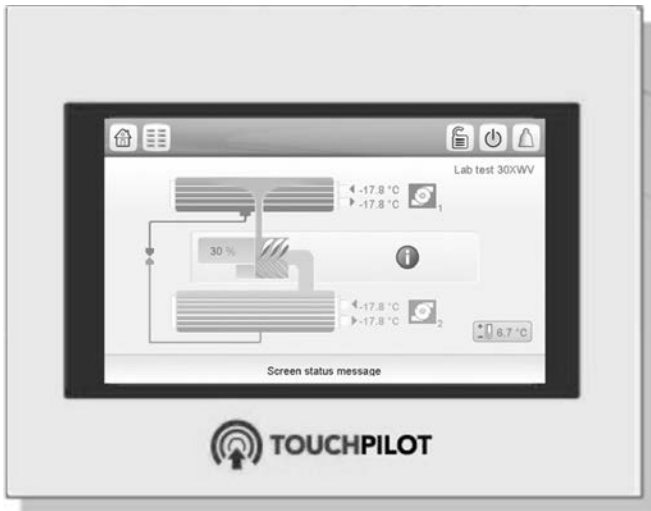 Lab test 30XWV
-17.8 °C
-17.8 °C
1
30 %
i
-17.8 °C
-17.8 °C
2
6.7 °C
Screen status message
TOUCHPILOT